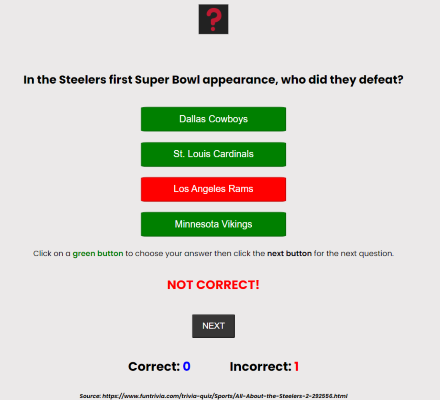 ?
In the Steelers first Super Bowl appearance, who did they defeat?
Dallas Cowboys
St. Louis Cardinals
Los Angeles Rams
Minnesota Vikings
Click on a green button to choose your answer then click the next button for the next question.
NOT CORRECT!
NEXT
Correct: 0 Incorrect: 1
Source: https://www.funtrivia.com/trivia-quiz/Sports/All-About-the-Steelers-2-292556.html